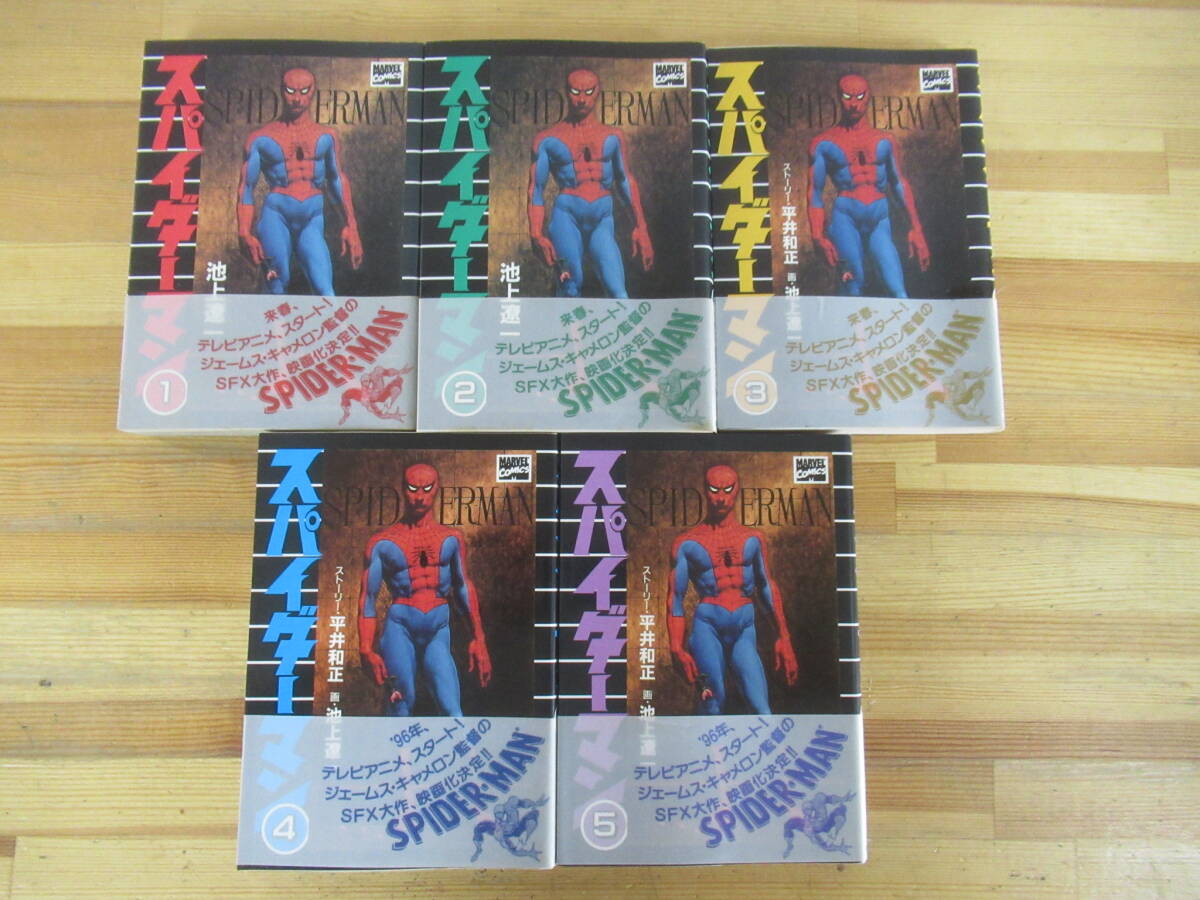 スパイダーマン
SPIDERMAN
MARVEL
COMICS
池上遼一
来春、
テレビアニメ、スタート!
ジェームス・キャメロン監督の
SFX大作、映画化決定!!
SPIDER-MAN
1
スパイダーマン
SPIDERMAN
MARVEL
COMICS
池上遼一
来春、
テレビアニメ、スタート!
ジェームス・キャメロン監督の
SFX大作、映画化決定!!
SPIDER-MAN
2
スパイダーマン
SPIDERMAN
MARVEL
COMICS
ストーリー・平井和正 画・池上遼一
来春、
テレビアニメ、スタート!
ジェームス・キャメロン監督の
SFX大作、映画化決定!!
SPIDER-MAN
3
スパイダーマン
SPIDERMAN
MARVEL
COMICS
ストーリー・平井和正 画・池上遼一
'96年、
テレビアニメ、スタート!
ジェームス・キャメロン監督の
SFX大作、映画化決定!!
SPIDER-MAN
4
スパイダーマン
SPIDERMAN
MARVEL
COMICS
ストーリー・平井和正 画・池上遼一
'96年、
テレビアニメ、スタート!
ジェームス・キャメロン監督の
SFX大作、映画化決定!!
SPIDER-MAN
5